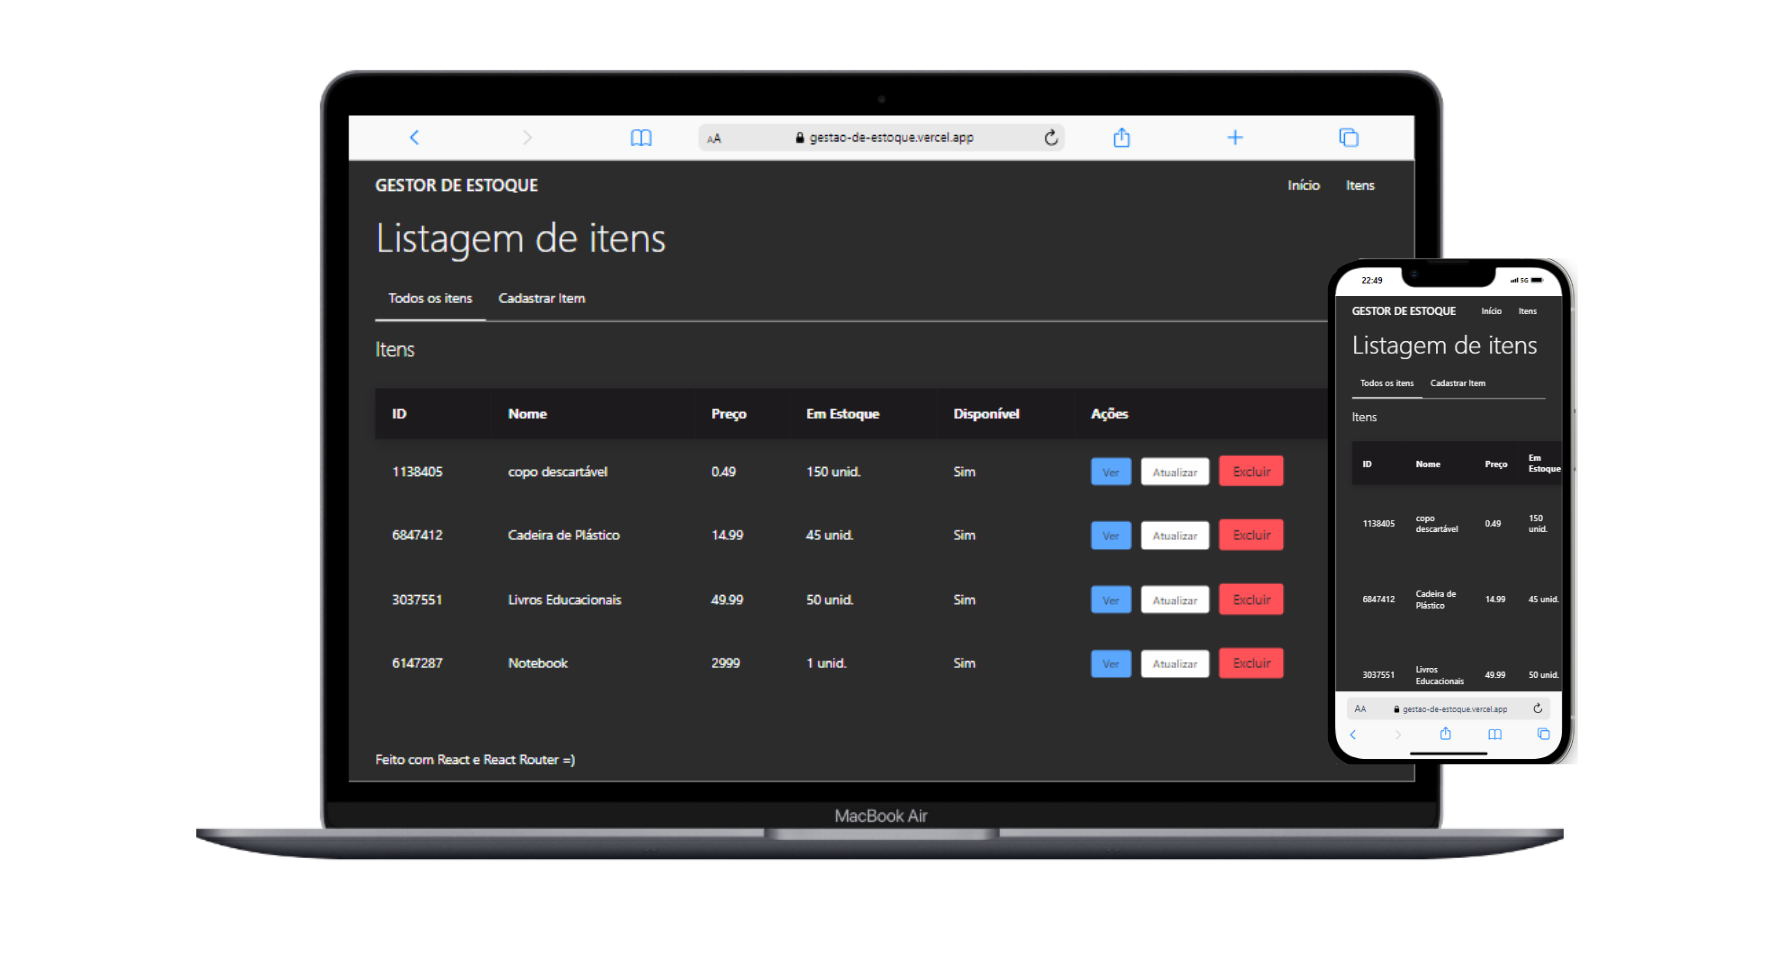 AA gestao-de-estoque.vercel.app
GESTOR DE ESTOQUE Início Itens
Listagem de itens
Todos os itens Cadastrar Item
Itens
ID Nome Preço Em Estoque Disponível Ações
1138405 copo descartável 0.49 150 unid. Sim Ver Atualizar Excluir
6847412 Cadeira de Plástico 14.99 45 unid. Sim Ver Atualizar Excluir
3037551 Livros Educacionais 49.99 50 unid. Sim Ver Atualizar Excluir
6147287 Notebook 2999 1 unid. Sim Ver Atualizar Excluir
Feito com React e React Router =)
MacBook Air
22:49 5G
GESTOR DE ESTOQUE Início Itens
Listagem de itens
Todos os itens Cadastrar Item
Itens
ID Nome Preço Em
Estoque
1138405 copo
descartável 0.49 150
unid.
6847412 Cadeira de
Plástico 14.99 45 unid.
3037551 Livros
Educacionais 49.99 50 unid.
AA gestao-de-estoque.vercel.app